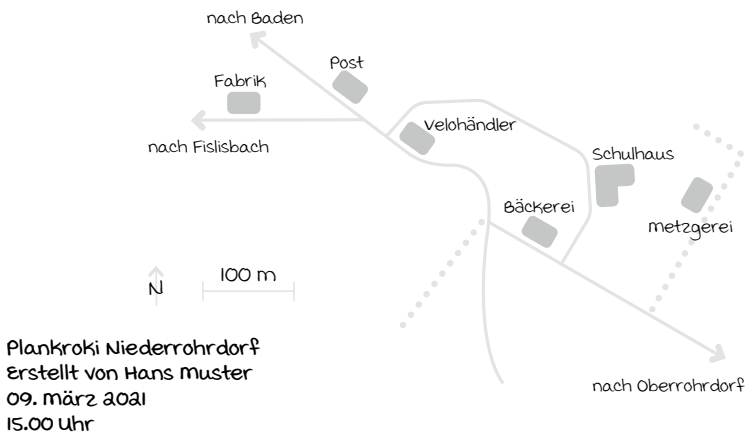 nach Baden
Post
Fabrik
Velohändler
nach Fislisbach
Schulhaus
Bäckerei
Metzgerei
N
100 m
Plankroki Niederrohrdorf
Erstellt von Hans Muster
09. März 2021
15.00 Uhr
nach Oberrohrdorf